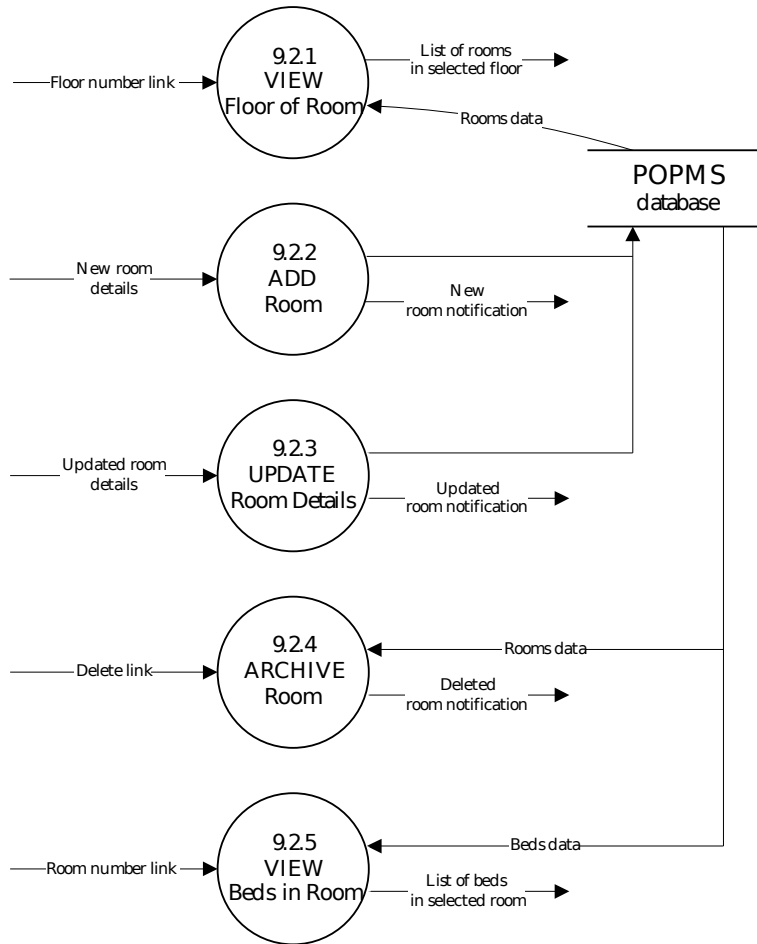 9.2.1
VIEW
Floor of Room
Floor number link
List of rooms
in selected floor
Rooms data
POPMS
database
9.2.2
ADD
Room
New room
details
New
room notification
9.2.3
UPDATE
Room Details
Updated room
details
Updated
room notification
9.2.4
ARCHIVE
Room
Delete link
Rooms data
Deleted
room notification
9.2.5
VIEW
Beds in Room
Room number link
Beds data
List of beds
in selected room